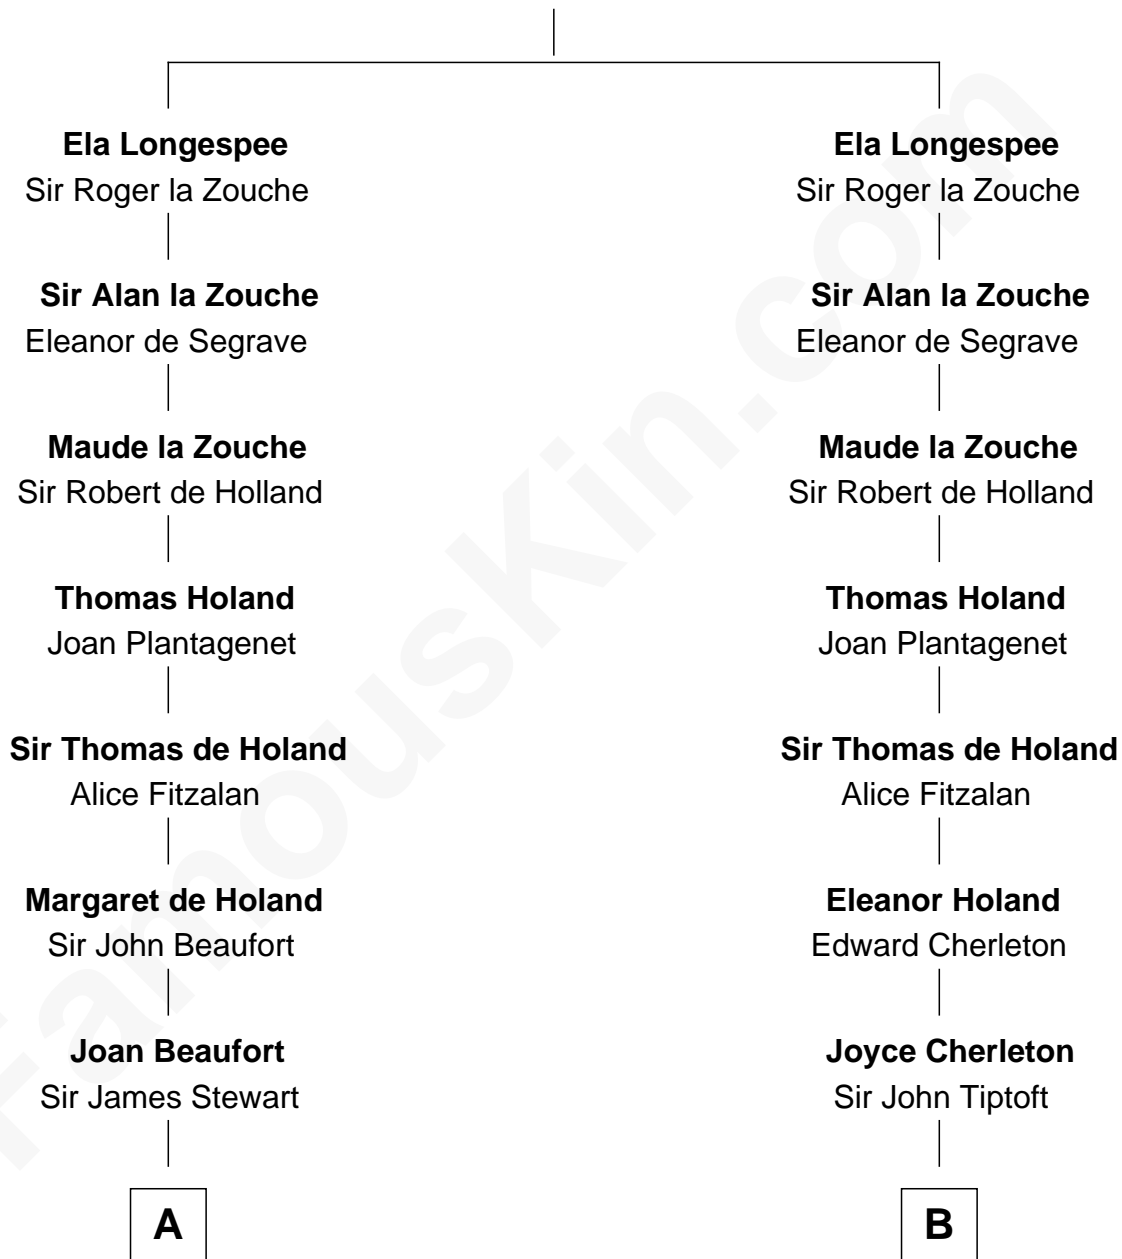 Ela Longespee
Sir Roger la Zouche
Sir Alan la Zouche
Eleanor de Segrave
Maude la Zouche
Sir Robert de Holland
Thomas Holand
Joan Plantagenet
Sir Thomas de Holand
Alice Fitzalan
Margaret de Holand
Sir John Beaufort
Joan Beaufort
Sir James Stewart
A
Ela Longespee
Sir Roger la Zouche
Sir Alan la Zouche
Eleanor de Segrave
Maude la Zouche
Sir Robert de Holland
Thomas Holand
Joan Plantagenet
Sir Thomas de Holand
Alice Fitzalan
Eleanor Holand
Edward Cherleton
Joyce Cherleton
Sir John Tiptoft
B
FamousKin.com